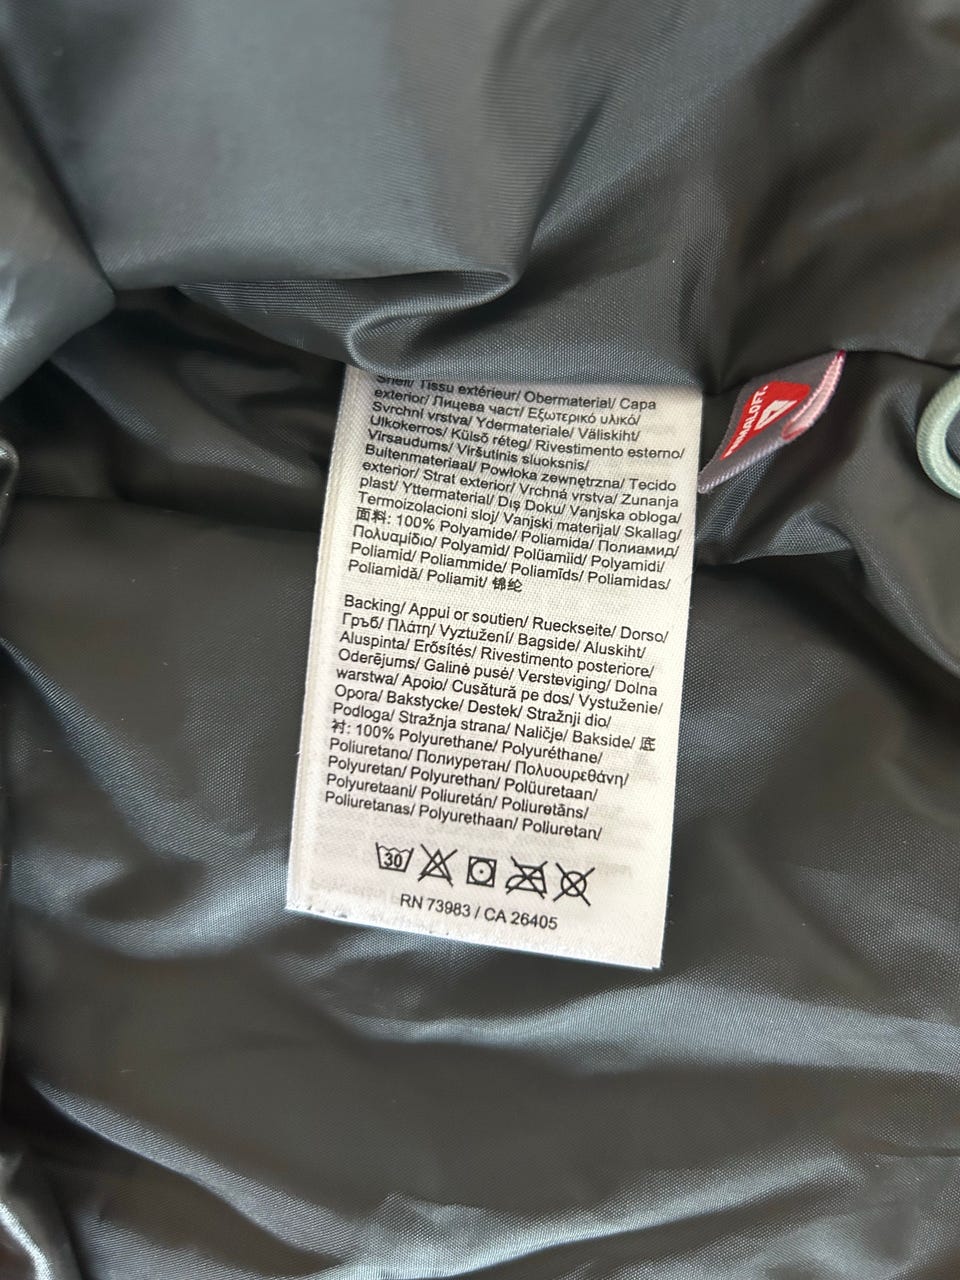 Shell/ Tissu extérieur/ Obermaterial/ Capa
exterior/ Лицева част/ Εξωτερικό υλικό/
Svrchní vrstva/ Ydermateriale/ Väliskiht/
Ulkokerros/ Külső réteg/ Rivestimento esterno/
Virsaudums/ Viršutinis sluoksnis/
Buitenmateriaal/ Powłoka zewnętrzna/ Tecido
exterior/ Strat exterior/ Vrchná vrstva/ Zunanja
plast/ Yttermaterial/ Dış Doku/ Vanjska obloga/
Termoizolacioni sloj/ Vanjski materijal/ Skallag/
面料: 100% Polyamide/ Poliamida/ Полиамид/
Πολυαμίδιο/ Polyamid/ Polüamiid/ Polyamidi/
Poliamid/ Poliammide/ Poliamīds/ Poliamidas/
Poliamidă/ Poliamit/ 锦纶
Backing/ Appui or soutien/ Rueckseite/ Dorso/
Гръб/ Πλάτη/ Vyztužení/ Bagside/ Aluskiht/
Aluspinta/ Erősítés/ Rivestimento posteriore/
Oderējums/ Galinė pusė/ Versteviging/ Dolna
warstwa/ Apoio/ Cusătură pe dos/ Vystuženie/
Opora/ Bakstycke/ Destek/ Stražnji dio/
Podloga/ Stražnja strana/ Naličje/ Bakside/ 底
衬: 100% Polyurethane/ Polyuréthane/
Poliuretano/ Полиуретан/ Πολυουρεθάνη/
Polyuretan/ Polyurethan/ Polüuretaan/
Polyuretaani/ Poliuretán/ Poliuretāns/
Poliuretanas/ Polyurethaan/ Poliuretan/
30
RN 73983 / CA 26405
PRIMALOFT